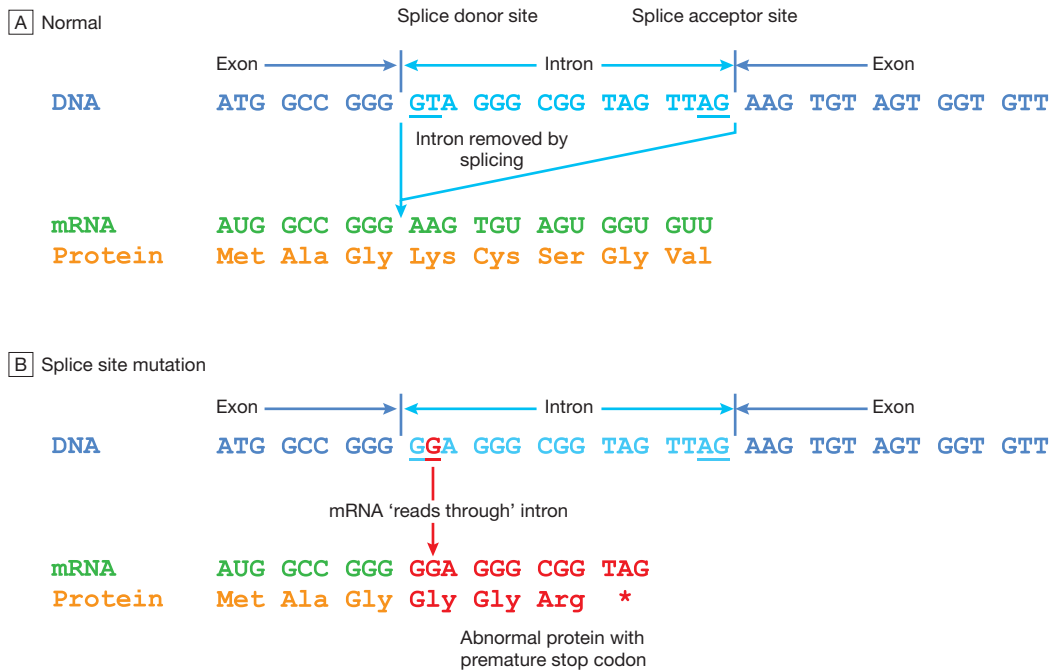 A Normal
Splice donor site Splice acceptor site
Exon Intron Exon
DNA ATG GCC GGG GTA GGG CGG TAG TTAG AAG TGT AGT GGT GTT
Intron removed by
splicing
mRNA AUG GCC GGG AAG TGU AGU GGU GUU
Protein Met Ala Gly Lys Cys Ser Gly Val
B Splice site mutation
Exon Intron Exon
DNA ATG GCC GGG GGA GGG CGG TAG TTAG AAG TGT AGT GGT GTT
mRNA ‘reads through’ intron
mRNA AUG GCC GGG GGA GGG CGG TAG
Protein Met Ala Gly Gly Gly Arg *
Abnormal protein with
premature stop codon